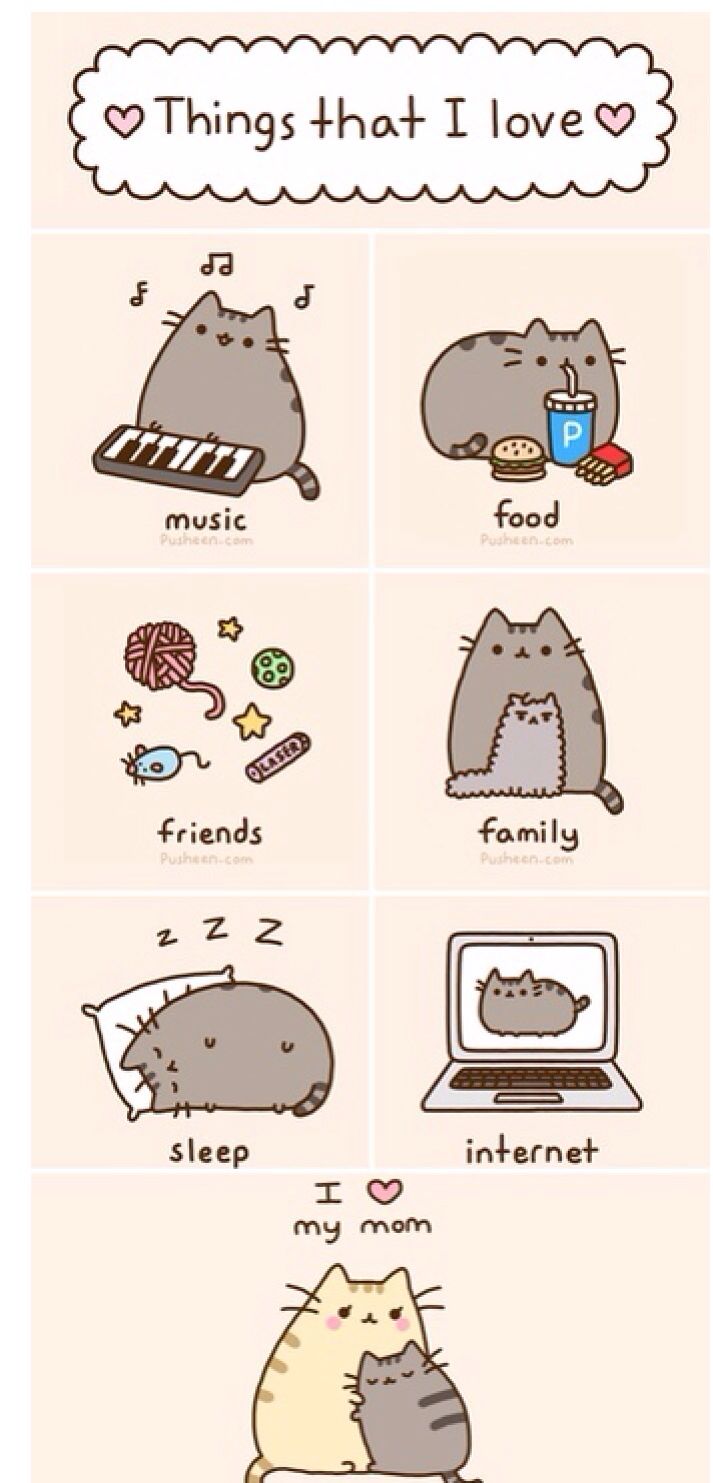 Things that I love
music
Pusheen.com
P
food
Pusheen.com
LASER
friends
Pusheen.com
family
Pusheen.com
z z z
sleep
internet
I
my mom